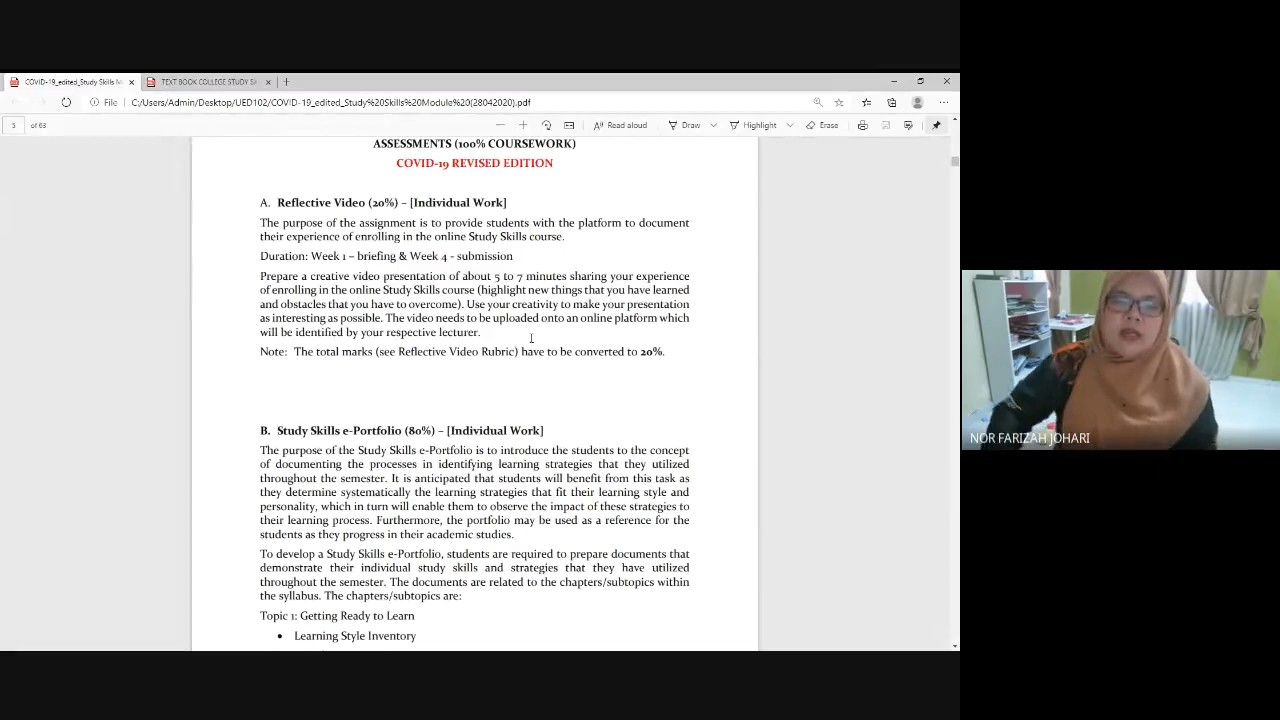 COVID-19_edited_Study Skills M
TEXT BOOK COLLEGE STUDY SK
File
C:/Users/Admin/Desktop/UED102/COVID-19_edited_Study%20Skills%20Module%20(28042020).pdf
5 of 63
Read aloud
Draw
Highlight
Erase
ASSESSMENTS (100% COURSEWORK)
COVID-19 REVISED EDITION
A. Reflective Video (20%) – [Individual Work]
The purpose of the assignment is to provide students with the platform to document
their experience of enrolling in the online Study Skills course.
Duration: Week 1 – briefing & Week 4 - submission
Prepare a creative video presentation of about 5 to 7 minutes sharing your experience
of enrolling in the online Study Skills course (highlight new things that you have learned
and obstacles that you have to overcome). Use your creativity to make your presentation
as interesting as possible. The video needs to be uploaded onto an online platform which
will be identified by your respective lecturer.
Note: The total marks (see Reflective Video Rubric) have to be converted to 20%.
B. Study Skills e-Portfolio (80%) – [Individual Work]
The purpose of the Study Skills e-Portfolio is to introduce the students to the concept
of documenting the processes in identifying learning strategies that they utilized
throughout the semester. It is anticipated that students will benefit from this task as
they determine systematically the learning strategies that fit their learning style and
personality, which in turn will enable them to observe the impact of these strategies to
their learning process. Furthermore, the portfolio may be used as a reference for the
students as they progress in their academic studies.
To develop a Study Skills e-Portfolio, students are required to prepare documents that
demonstrate their individual study skills and strategies that they have utilized
throughout the semester. The documents are related to the chapters/subtopics within
the syllabus. The chapters/subtopics are:
Topic 1: Getting Ready to Learn
• Learning Style Inventory
NOR FARIZAH JOHARI